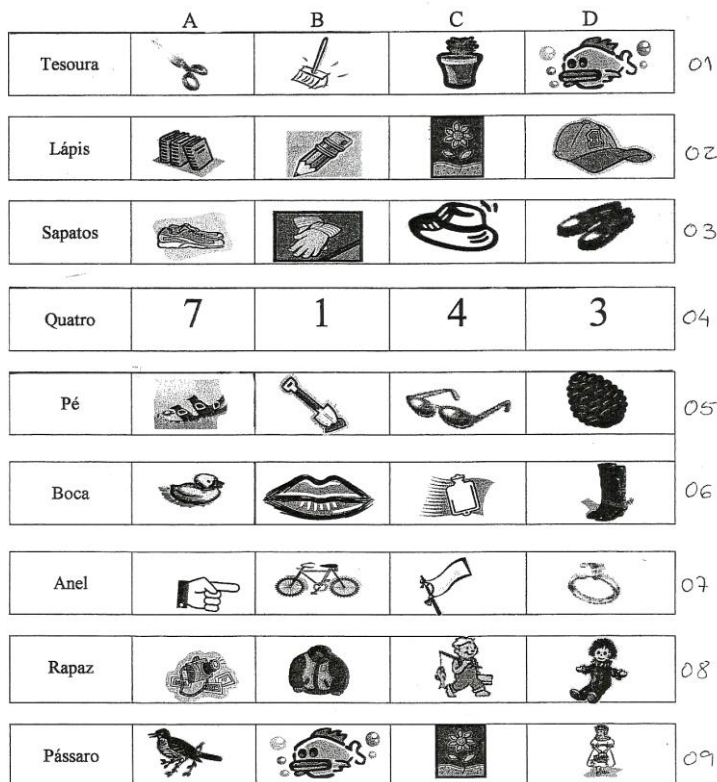 A B C D
Tesoura 01
Lápis 02
Sapatos 03
Quatro 7 1 4 3 04
Pé 05
Boca 06
Anel 07
Rapaz 08
Pássaro 09